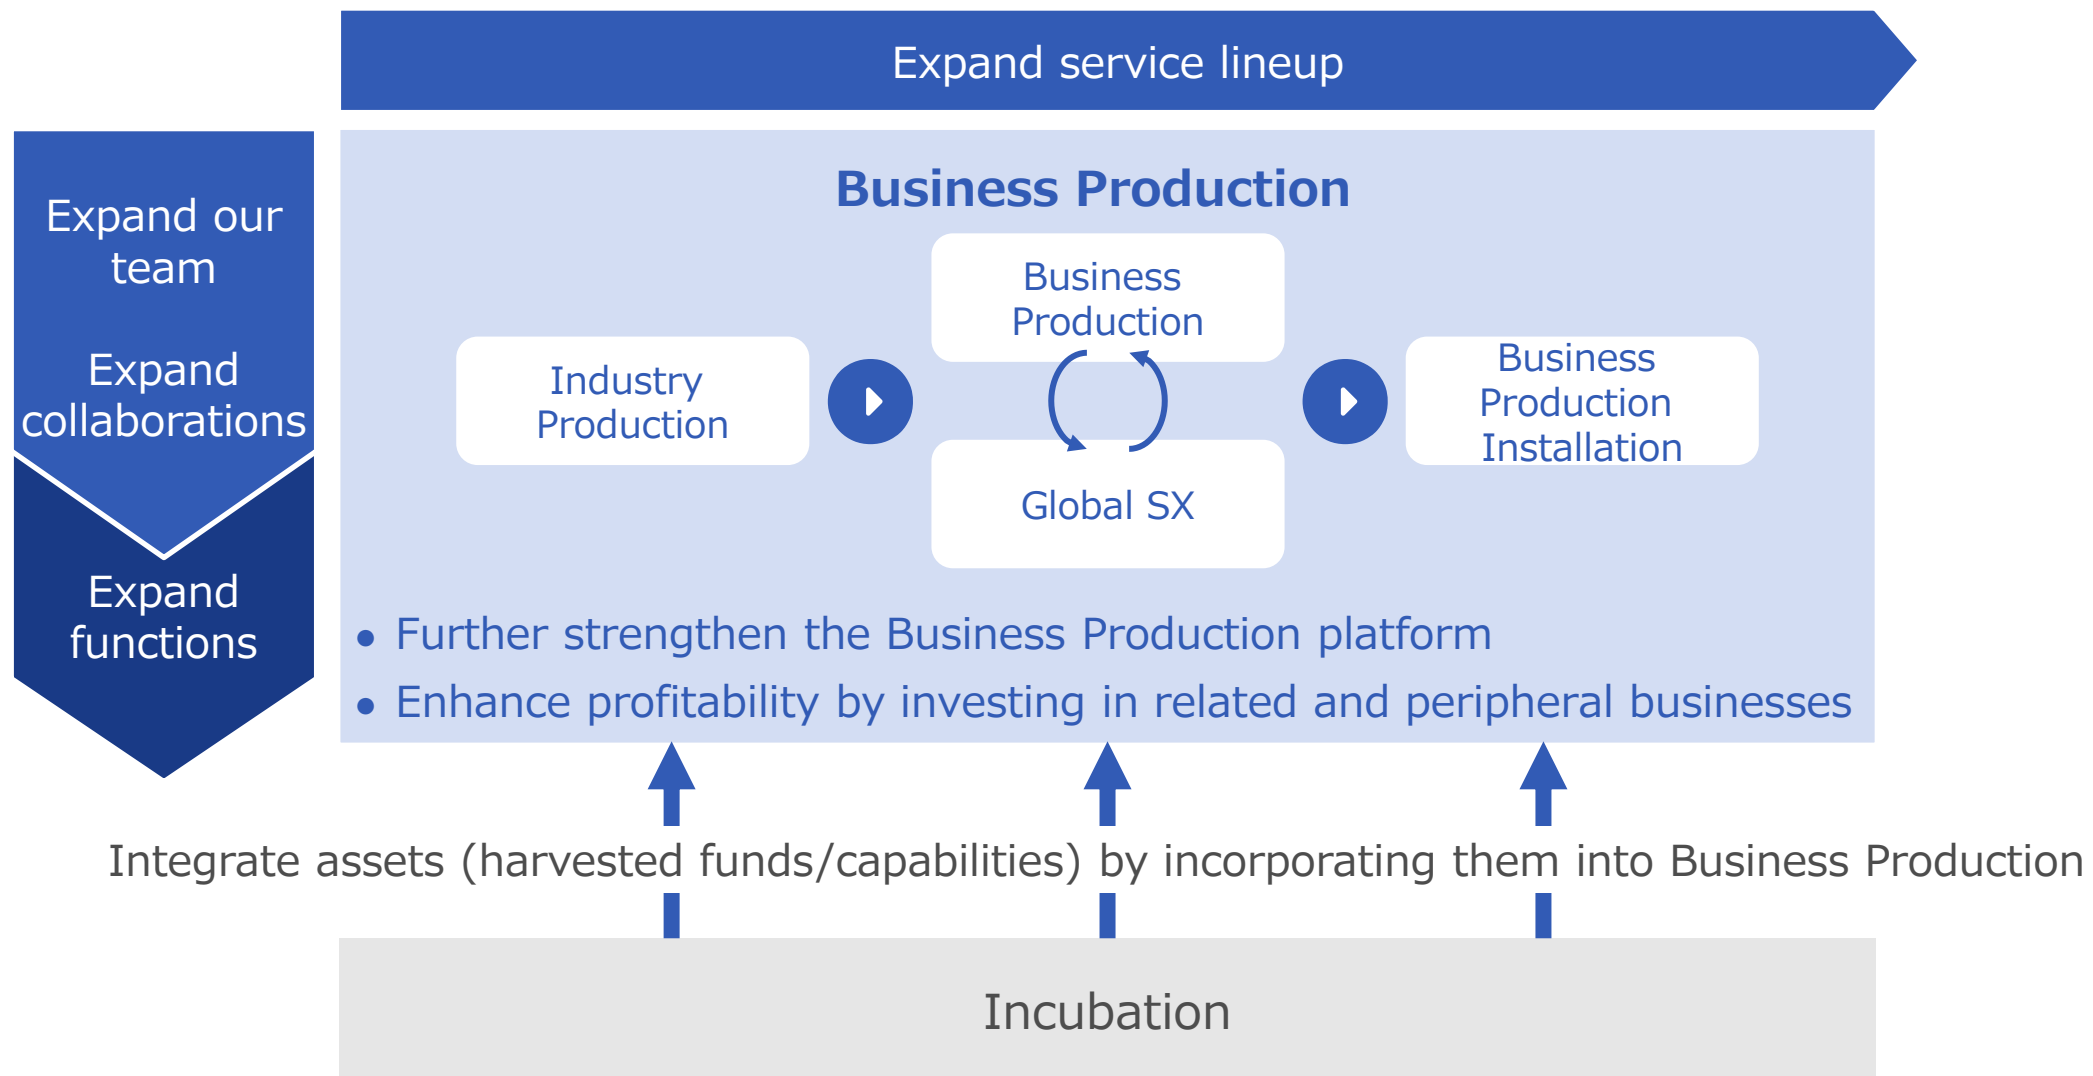 Expand service lineup
Expand our
team
Expand
collaborations
Expand
functions
Business Production
Industry
Production
Business
Production
Global SX
Business
Production
Installation
● Further strengthen the Business Production platform
● Enhance profitability by investing in related and peripheral businesses
Integrate assets (harvested funds/capabilities) by incorporating them into Business Production
Incubation